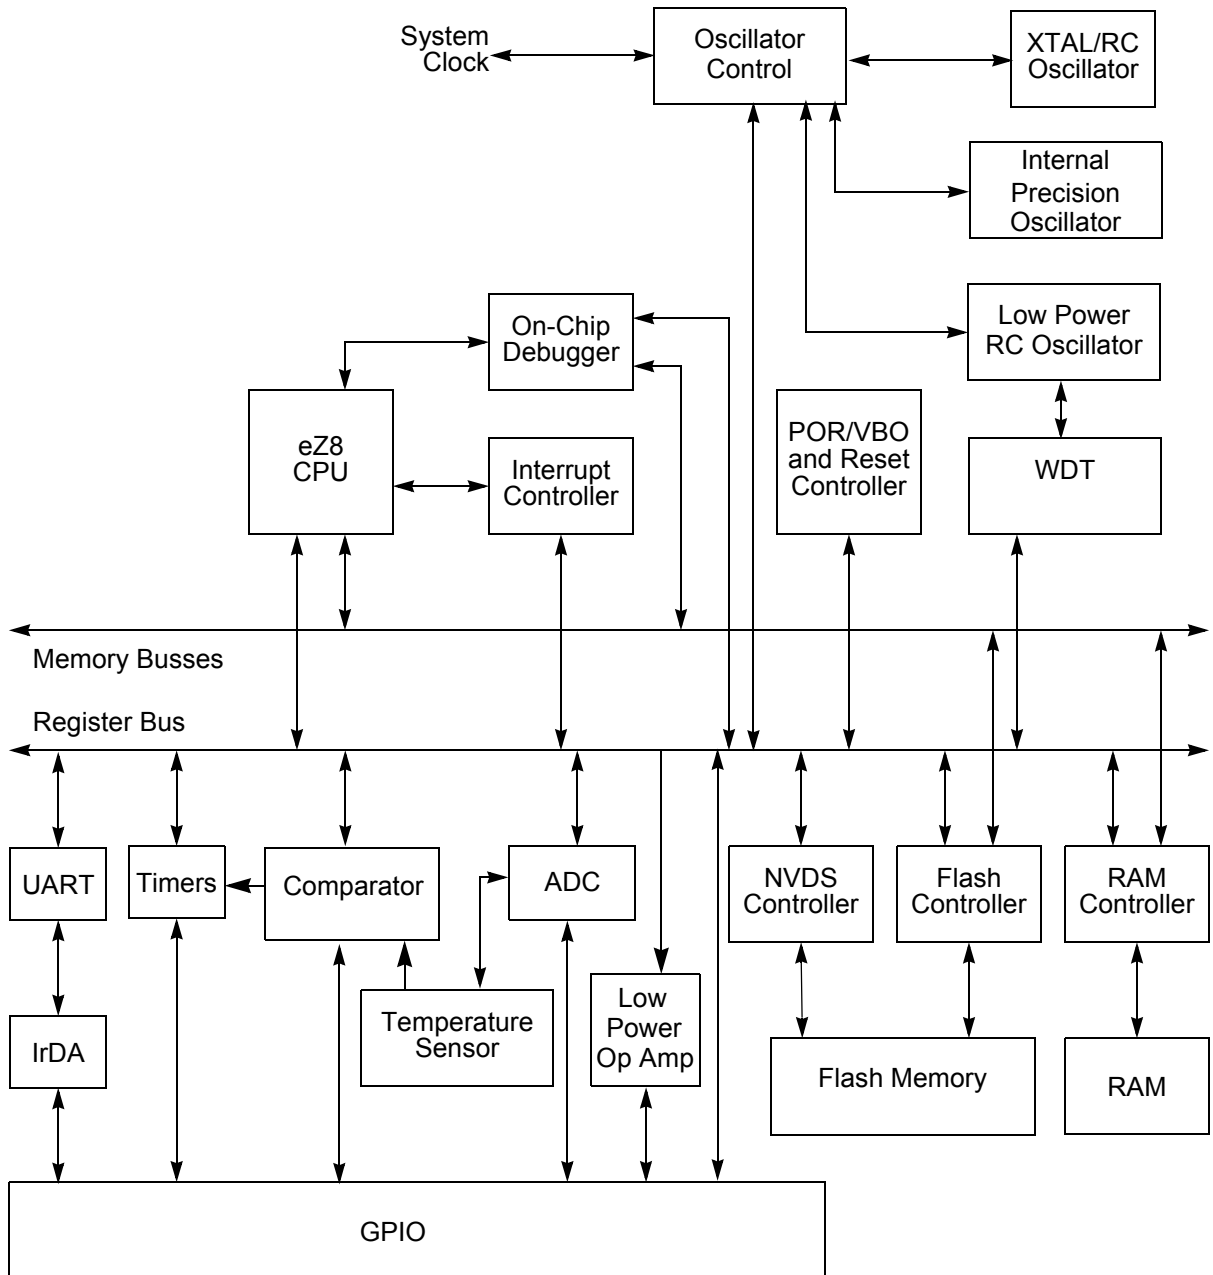 System
Clock
Oscillator
Control
XTAL/RC
Oscillator
Internal
Precision
Oscillator
Low Power
RC Oscillator
On-Chip
Debugger
eZ8
CPU
Interrupt
Controller
POR/VBO
and Reset
Controller
WDT
Memory Busses
Register Bus
UART
Timers
Comparator
ADC
NVDS
Controller
Flash
Controller
RAM
Controller
Temperature
Sensor
Low
Power
Op Amp
IrDA
Flash Memory
RAM
GPIO